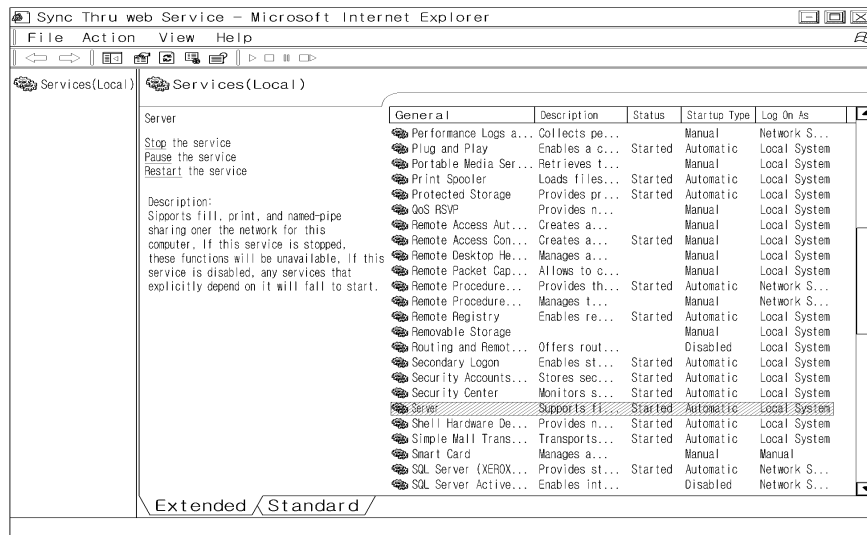 Sync Thru web Service – Microsoft Internet Explorer
File Action View Help
Services(Local)
Services(Local)
Server
Stop the service
Pause the service
Restart the service
Description:
Sipports fill, print, and named-pipe
sharing oner the network for this
computer, If this service is stopped,
these functions will be unavailable, If this
service is disabled, any services that
explicitly depend on it will fall to start.
General Description Status Startup Type Log On As
Performance Logs a... Collects pe... Manual Network S...
Plug and Play Enables a c... Started Automatic Local System
Portable Media Ser... Retrieves t... Manual Local System
Print Spooler Loads files... Started Automatic Local System
Protected Storage Provides pr... Started Automatic Local System
QoS RSVP Provides n... Manual Local System
Remote Access Aut... Creates a... Manual Local System
Remote Access Con... Creates a... Started Manual Local System
Remote Desktop He... Manages a... Manual Local System
Remote Packet Cap... Allows to c... Manual Local System
Remote Procedure... Provides th... Started Automatic Network S...
Remote Procedure... Manages t... Manual Network S...
Remote Registry Enables re... Started Automatic Local System
Removable Storage Manual Local System
Routing and Remot... Offers rout... Disabled Local System
Secondary Logon Enables st... Started Automatic Local System
Security Accounts... Stores sec... Started Automatic Local System
Security Center Monitors s... Started Automatic Local System
Server Supports fi... Started Automatic Local System
Shell Hardware De... Provides n... Started Automatic Local System
Simple Mall Trans... Transports... Started Automatic Local System
Smart Card Manages a... Manual Manual
SQL Server (XEROX... Provides st... Started Automatic Network S...
SQL Server Active... Enables int... Disabled Network S...
Extended Standard